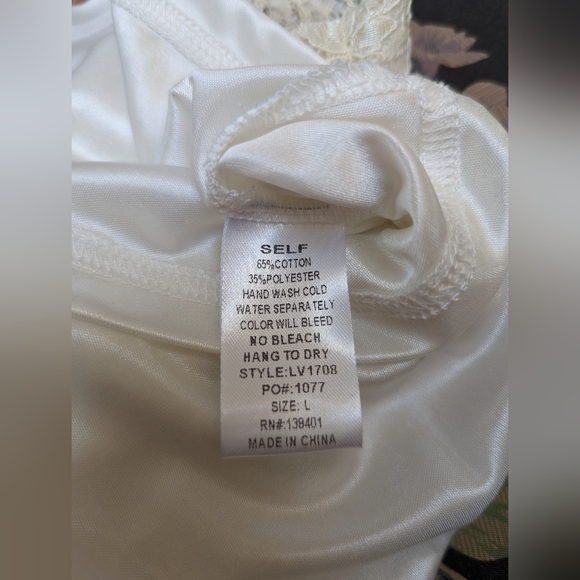 SELF
65%COTTON
35%POLYESTER
HAND WASH COLD
WATER SEPARATELY
COLOR WILL BLEED
NO BLEACH
HANG TO DRY
STYLE:LV1708
PO#:1077
SIZE: L
RN#:138401
MADE IN CHINA